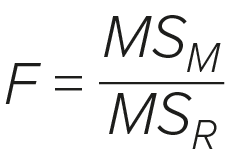 F = MS_M / MS_R